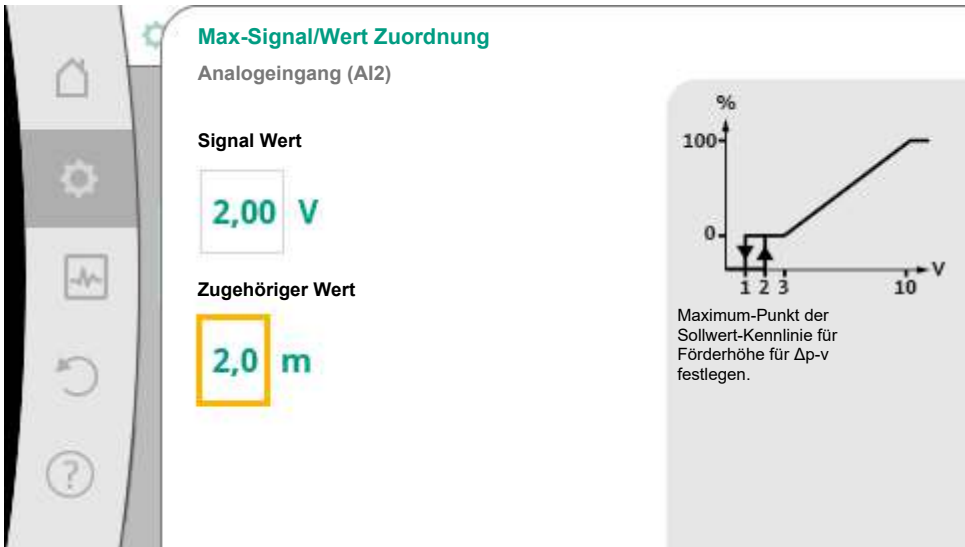 Max-Signal/Wert Zuordnung
Analogeingang (AI2)
Signal Wert
2,00 V
Zugehöriger Wert
2,0 m
%
100
0
1 2 3 10 V
Maximum-Punkt der
Sollwert-Kennlinie für
Förderhöhe für Δp-v
festlegen.
?